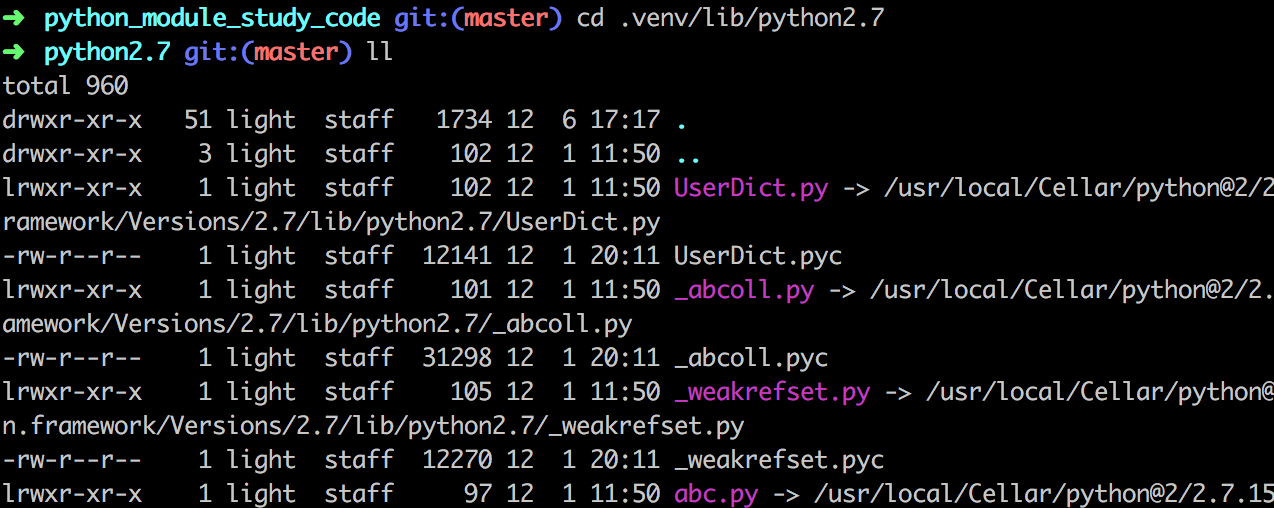 ➜ python_module_study_code git:(master) cd .venv/lib/python2.7
➜ python2.7 git:(master) ll
total 960
drwxr-xr-x 51 light staff 1734 12 6 17:17 .
drwxr-xr-x 3 light staff 102 12 1 11:50 ..
lrwxr-xr-x 1 light staff 102 12 1 11:50 UserDict.py -> /usr/local/Cellar/python@2/2
ramework/Versions/2.7/lib/python2.7/UserDict.py
-rw-r--r-- 1 light staff 12141 12 1 20:11 UserDict.pyc
lrwxr-xr-x 1 light staff 101 12 1 11:50 _abcoll.py -> /usr/local/Cellar/python@2/2.
amework/Versions/2.7/lib/python2.7/_abcoll.py
-rw-r--r-- 1 light staff 31298 12 1 20:11 _abcoll.pyc
lrwxr-xr-x 1 light staff 105 12 1 11:50 _weakrefset.py -> /usr/local/Cellar/python@
n.framework/Versions/2.7/lib/python2.7/_weakrefset.py
-rw-r--r-- 1 light staff 12270 12 1 20:11 _weakrefset.pyc
lrwxr-xr-x 1 light staff 97 12 1 11:50 abc.py -> /usr/local/Cellar/python@2/2.7.15